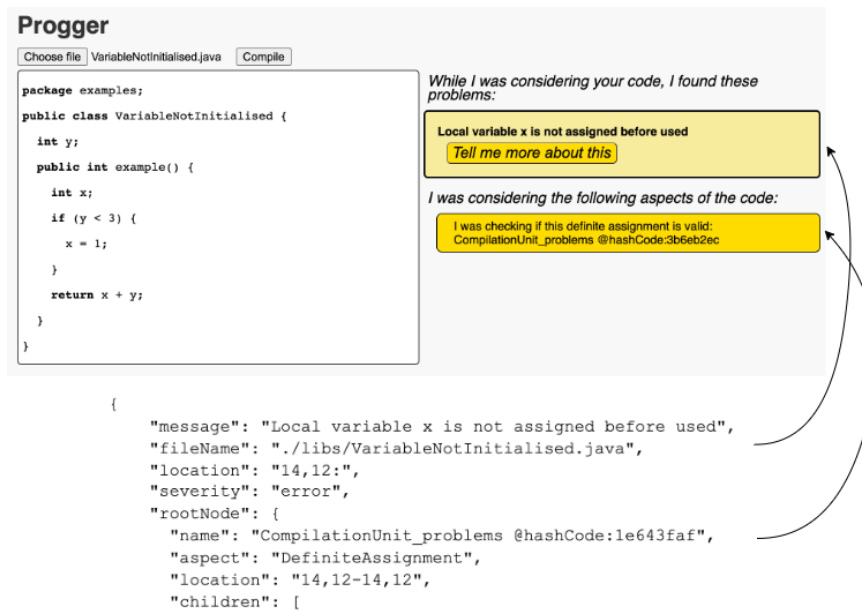 Progger
Choose file VariableNotInitialised.java Compile
package examples;
public class VariableNotInitialised {
int y;
public int example() {
int x;
if (y < 3) {
x = 1;
}
return x + y;
}
}
While I was considering your code, I found these
problems:
Local variable x is not assigned before used
Tell me more about this
I was considering the following aspects of the code:
I was checking if this definite assignment is valid:
CompilationUnit_problems @hashCode:3b6eb2ec
{
"message": "Local variable x is not assigned before used",
"fileName": "./libs/VariableNotInitialised.java",
"location": "14,12:",
"severity": "error",
"rootNode": {
"name": "CompilationUnit_problems @hashCode:1e643faf",
"aspect": "DefiniteAssignment",
"location": "14,12-14,12",
"children": [